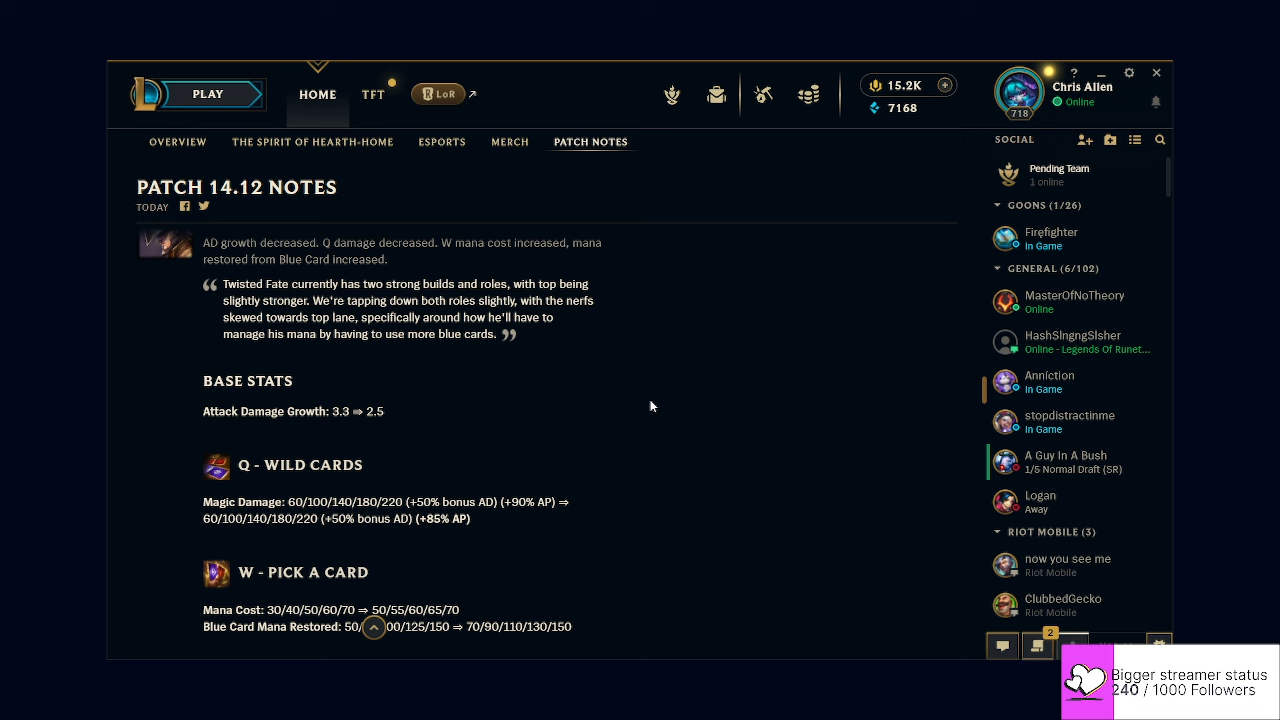 PLAY
HOME
TFT
LoR
15.2K
7168
718
Chris Allen
Online
OVERVIEW
THE SPIRIT OF HEARTH-HOME
ESPORTS
MERCH
PATCH NOTES
SOCIAL
PATCH 14.12 NOTES
TODAY
AD growth decreased. Q damage decreased. W mana cost increased, mana
restored from Blue Card increased.
Twisted Fate currently has two strong builds and roles, with top being
slightly stronger. We're tapping down both roles slightly, with the nerfs
skewed towards top lane, specifically around how he'll have to
manage his mana by having to use more blue cards.
BASE STATS
Attack Damage Growth: 3.3 ⇒ 2.5
Q - WILD CARDS
Magic Damage: 60/100/140/180/220 (+50% bonus AD) (+90% AP) ⇒
60/100/140/180/220 (+50% bonus AD) (+85% AP)
W - PICK A CARD
Mana Cost: 30/40/50/60/70 ⇒ 50/55/60/65/70
Blue Card Mana Restored: 50/ 00/125/150 ⇒ 70/90/110/130/150
Pending Team
1 online
GOONS (1/26)
Firefighter
In Game
GENERAL (6/102)
MasterOfNoTheory
Online
HashSlngngSlsher
Online - Legends Of Runet...
Anníction
In Game
stopdistractinme
In Game
A Guy In A Bush
1/5 Normal Draft (SR)
Logan
Away
RIOT MOBILE (3)
now you see me
Riot Mobile
ClubbedGecko
Riot Mobile
2
Bigger streamer status
240 / 1000 Followers